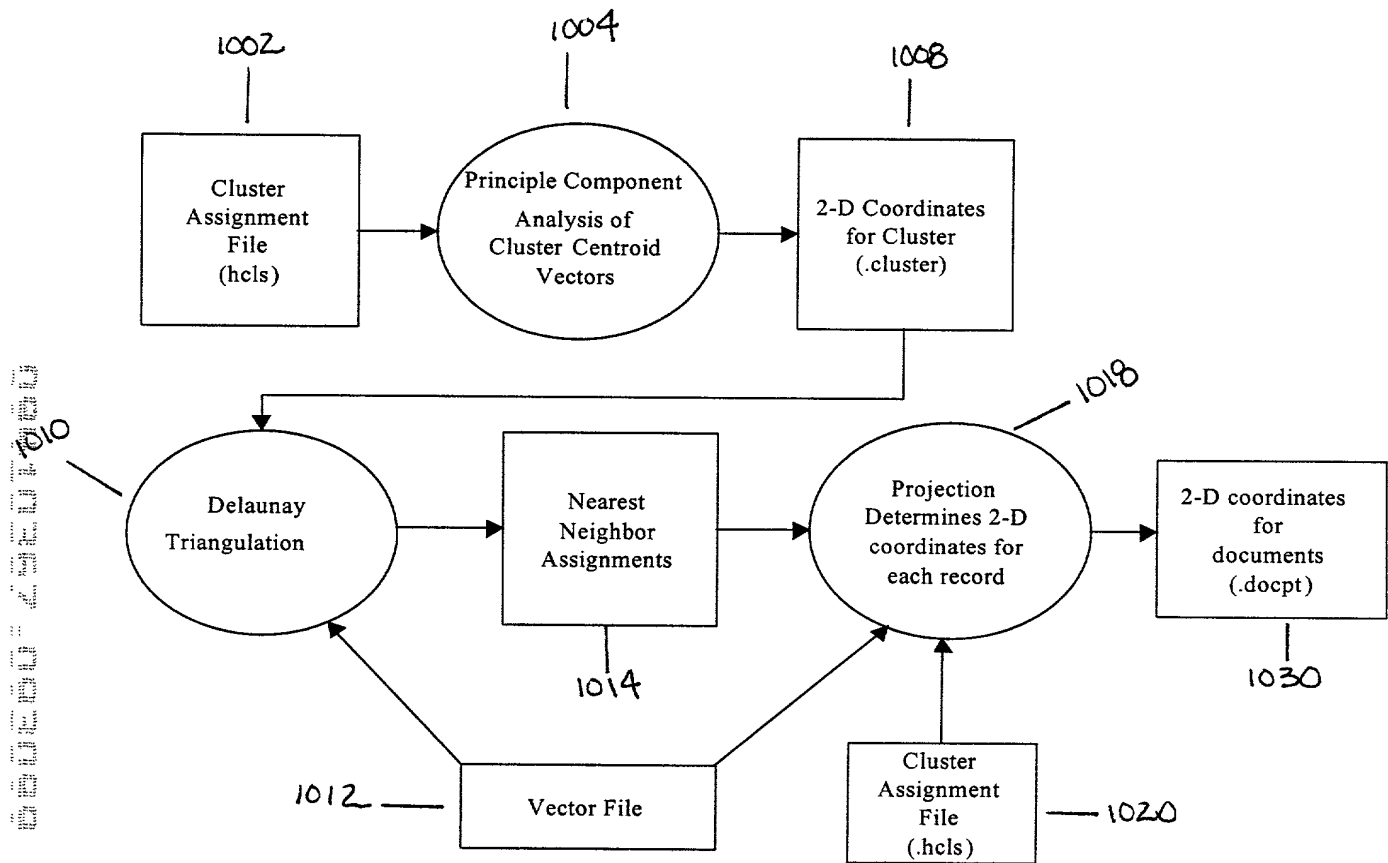 1002
1004
1008
Cluster
Assignment
File
(hcls)
Principle Component
Analysis of
Cluster Centroid
Vectors
2-D Coordinates
for Cluster
(.cluster)
1010
1018
Delaunay
Triangulation
Nearest
Neighbor
Assignments
Projection
Determines 2-D
coordinates for
each record
2-D coordinates
for
documents
(.docpt)
1014
1030
1012
Vector File
Cluster
Assignment
File
(.hcls)
1020